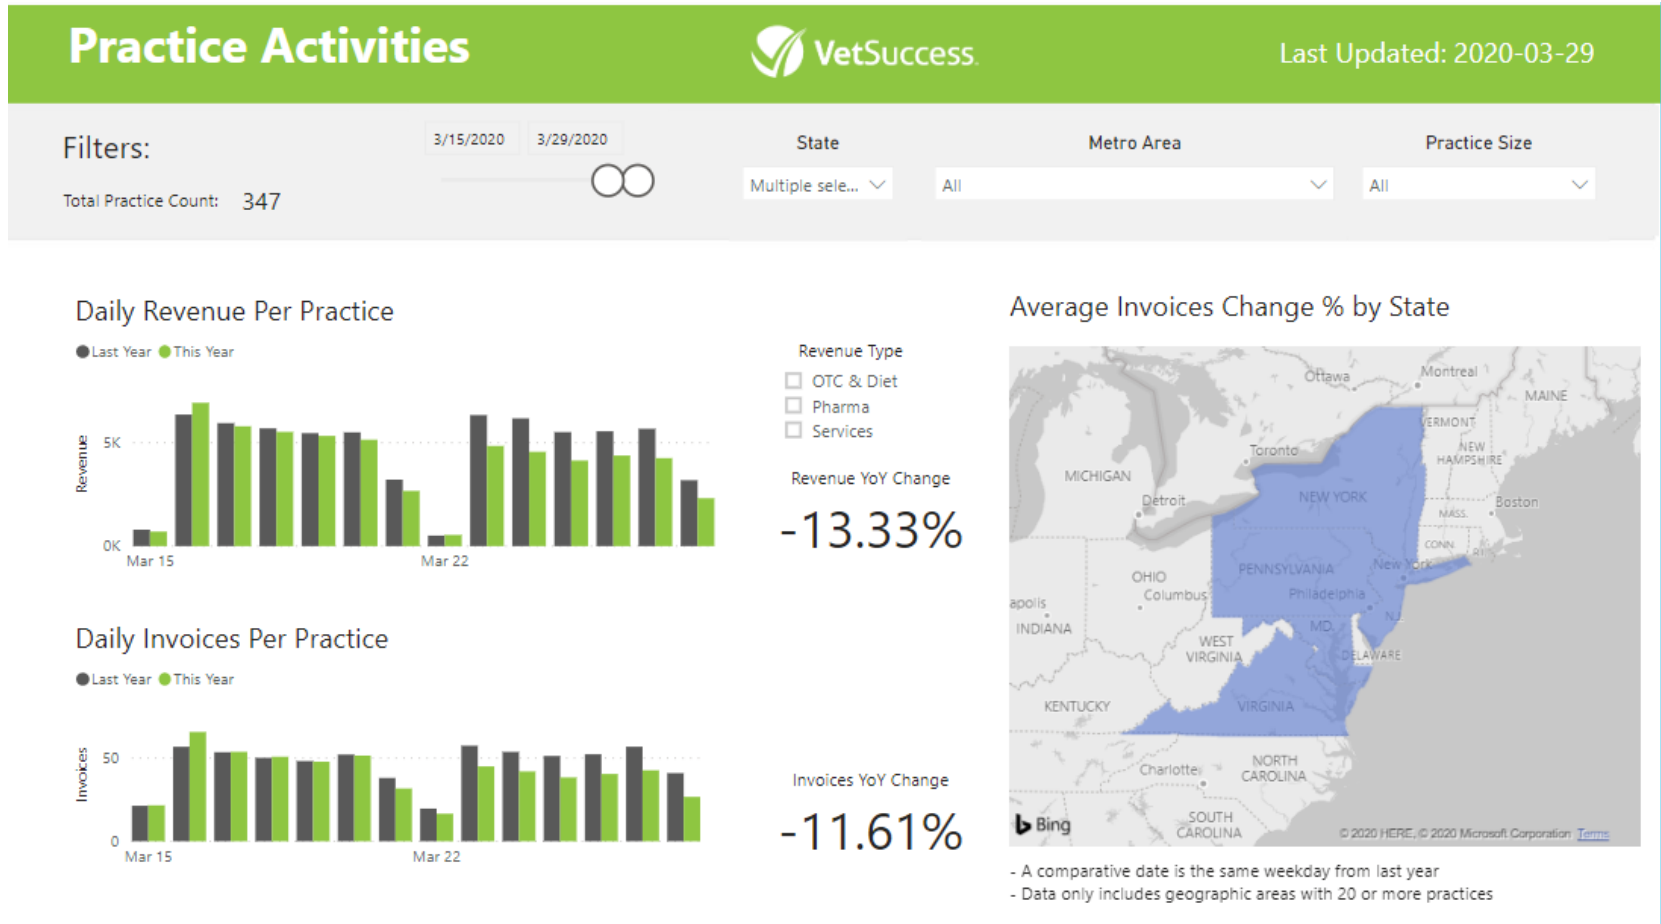 Practice Activities
VetSuccess.
Last Updated: 2020-03-29
Filters:
3/15/2020
3/29/2020
State
Metro Area
Practice Size
Total Practice Count: 347
Multiple sele...
All
All
Daily Revenue Per Practice
Last Year This Year
Revenue
5K
0K
Mar 15
Mar 22
Revenue Type
OTC & Diet
Pharma
Services
Revenue YoY Change
-13.33%
Daily Invoices Per Practice
Last Year This Year
Invoices
50
0
Mar 15
Mar 22
Invoices YoY Change
-11.61%
Average Invoices Change % by State
Ottawa
Montreal
MAINE
VERMONT
Toronto
NEW
HAMPSHIRE
MICHIGAN
Detroit
NEW YORK
Boston
MASS.
CONN.
R.I.
PENNSYLVANIA
New York
OHIO
Columbus
Philadelphia
apolis
INDIANA
N.J.
MD.
WEST
VIRGINIA
DELAWARE
KENTUCKY
VIRGINIA
Charlotte
NORTH
CAROLINA
SOUTH
CAROLINA
Bing
© 2020 HERE, © 2020 Microsoft Corporation Terms
- A comparative date is the same weekday from last year
- Data only includes geographic areas with 20 or more practices